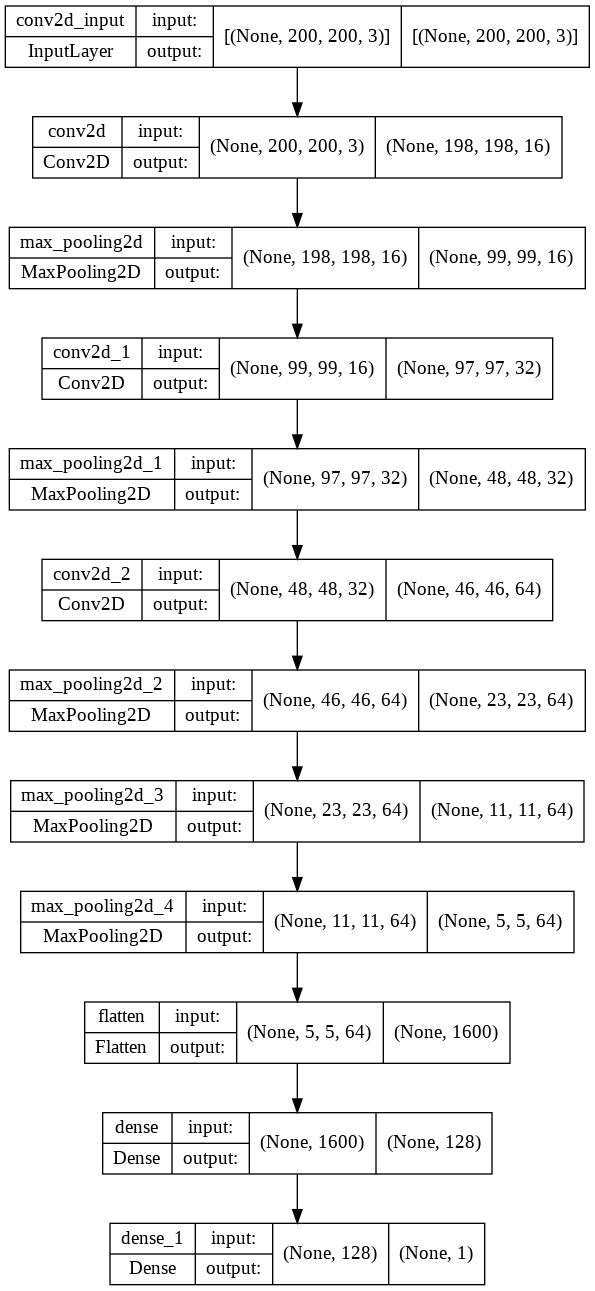 conv2d_input input: [(None, 200, 200, 3)] [(None, 200, 200, 3)]
InputLayer output:
conv2d input: (None, 200, 200, 3) (None, 198, 198, 16)
Conv2D output:
max_pooling2d input: (None, 198, 198, 16) (None, 99, 99, 16)
MaxPooling2D output:
conv2d_1 input: (None, 99, 99, 16) (None, 97, 97, 32)
Conv2D output:
max_pooling2d_1 input: (None, 97, 97, 32) (None, 48, 48, 32)
MaxPooling2D output:
conv2d_2 input: (None, 48, 48, 32) (None, 46, 46, 64)
Conv2D output:
max_pooling2d_2 input: (None, 46, 46, 64) (None, 23, 23, 64)
MaxPooling2D output:
max_pooling2d_3 input: (None, 23, 23, 64) (None, 11, 11, 64)
MaxPooling2D output:
max_pooling2d_4 input: (None, 11, 11, 64) (None, 5, 5, 64)
MaxPooling2D output:
flatten input: (None, 5, 5, 64) (None, 1600)
Flatten output:
dense input: (None, 1600) (None, 128)
Dense output:
dense_1 input: (None, 128) (None, 1)
Dense output: